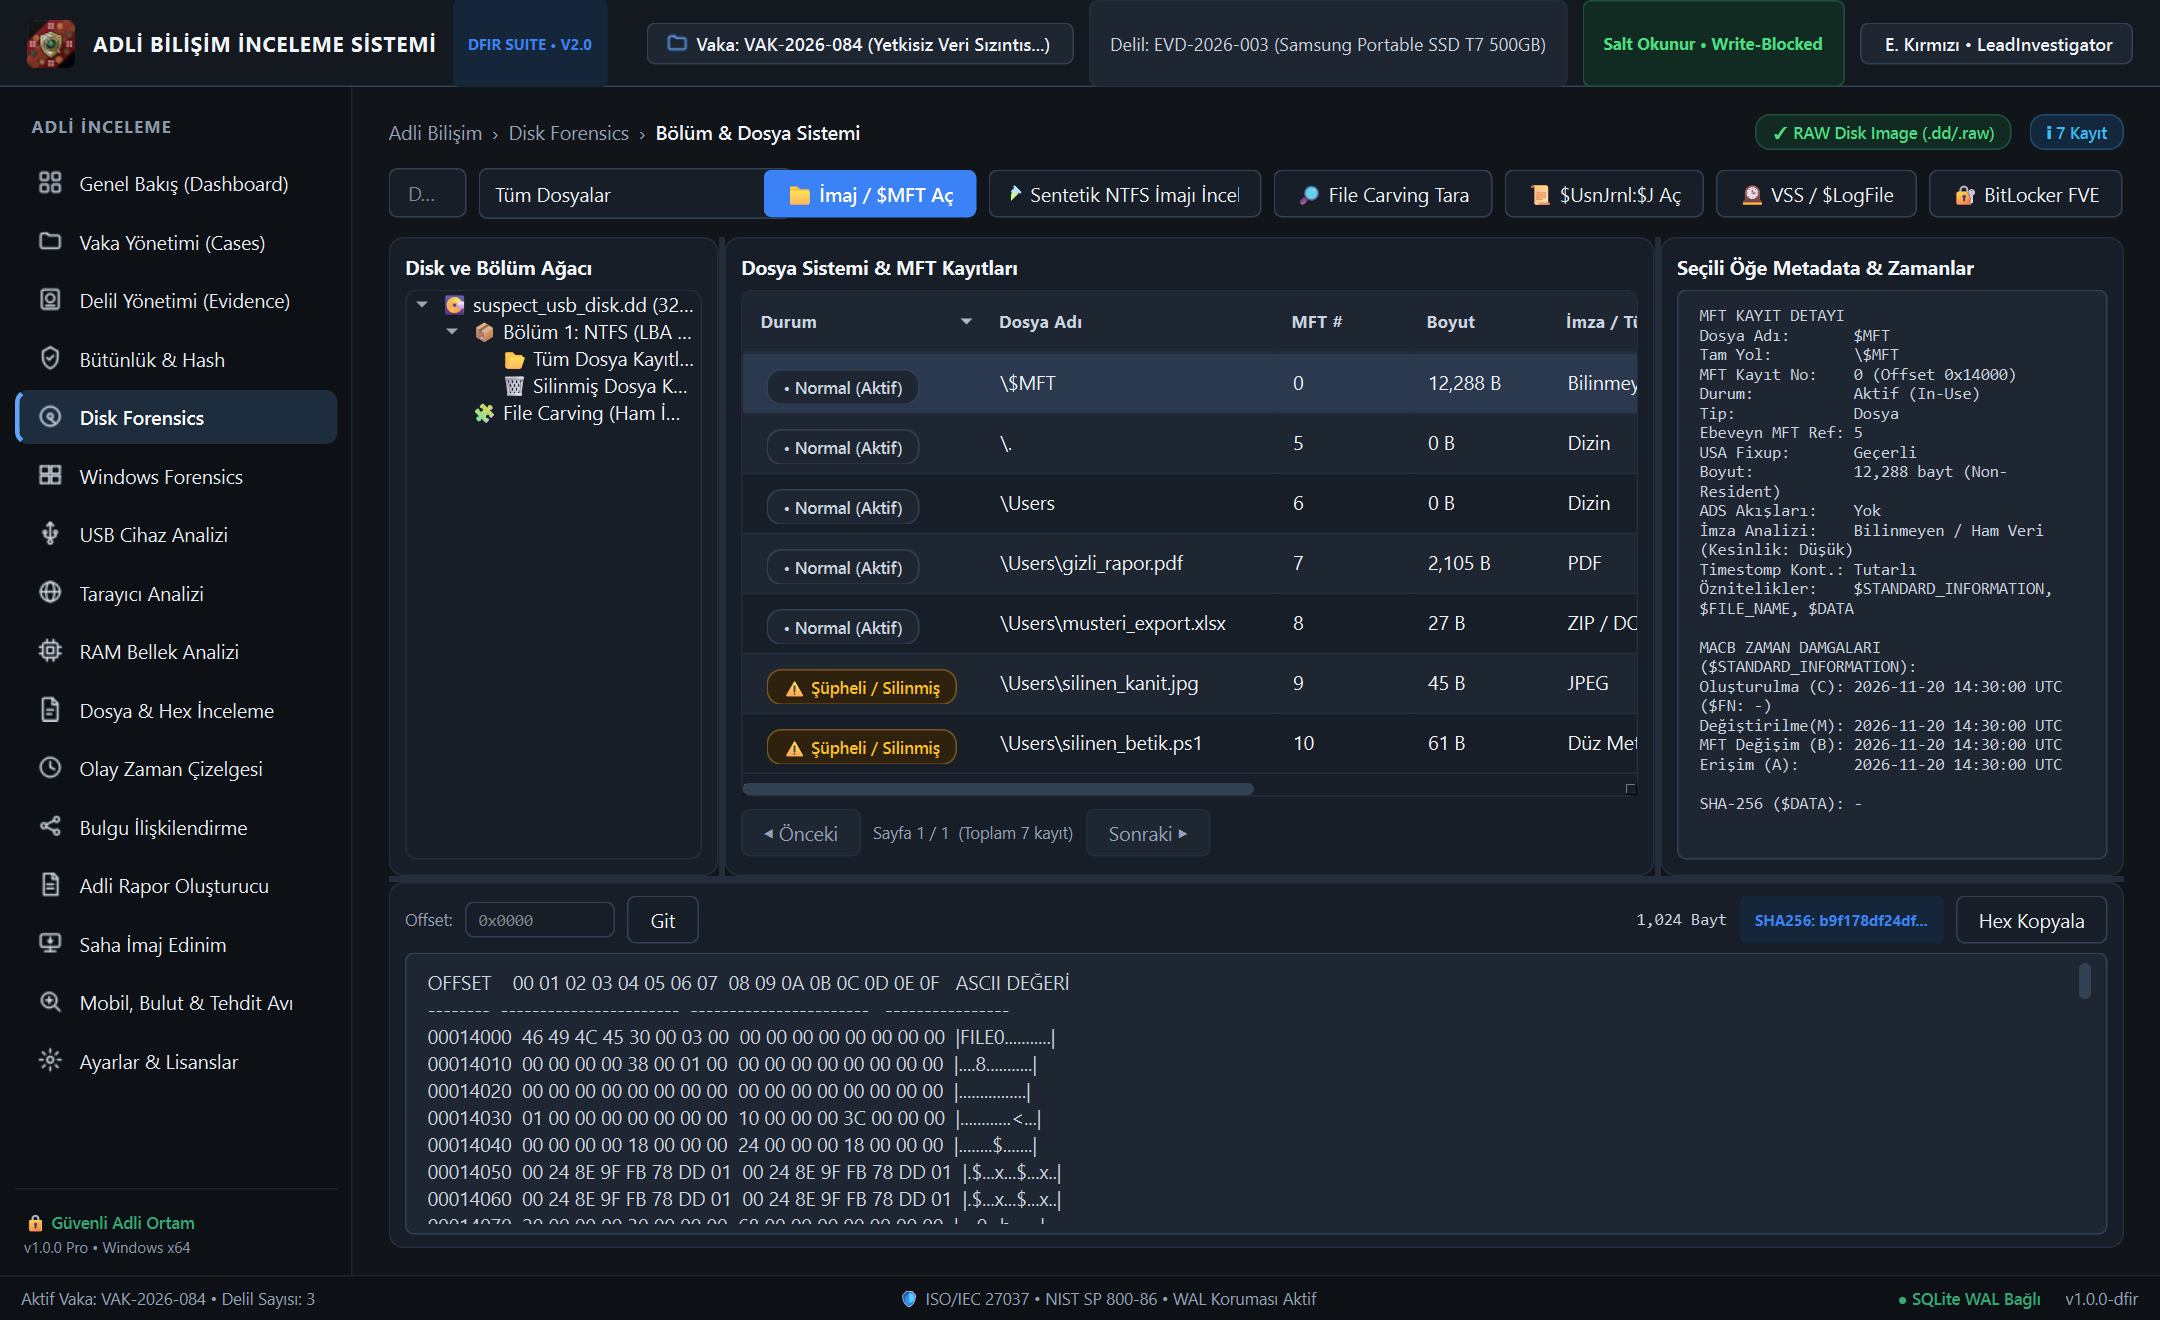 ADLİ BİLİŞİM İNCELEME SİSTEMİ
DFIR SUITE • V2.0
Vaka: VAK-2026-084 (Yetkisiz Veri Sızıntıs...)
Delil: EVD-2026-003 (Samsung Portable SSD T7 500GB)
Salt Okunur • Write-Blocked
E. Kırmızı • LeadInvestigator
ADLİ İNCELEME
Genel Bakış (Dashboard)
Vaka Yönetimi (Cases)
Delil Yönetimi (Evidence)
Bütünlük & Hash
Disk Forensics
Windows Forensics
USB Cihaz Analizi
Tarayıcı Analizi
RAM Bellek Analizi
Dosya & Hex İnceleme
Olay Zaman Çizelgesi
Bulgu İlişkilendirme
Adli Rapor Oluşturucu
Saha İmaj Edinim
Mobil, Bulut & Tehdit Avı
Ayarlar & Lisanslar
Güvenli Adli Ortam
v1.0.0 Pro • Windows x64
Adli Bilişim › Disk Forensics › Bölüm & Dosya Sistemi
✓ RAW Disk Image (.dd/.raw)
ℹ 7 Kayıt
D...
Tüm Dosyalar
İmaj / $MFT Aç
Sentetik NTFS İmajı İncel
File Carving Tara
$UsnJrnl:$J Aç
VSS / $LogFile
BitLocker FVE
Disk ve Bölüm Ağacı
suspect_usb_disk.dd (32...
Bölüm 1: NTFS (LBA ...
Tüm Dosya Kayıtl...
Silinmiş Dosya K...
File Carving (Ham İ...
Dosya Sistemi & MFT Kayıtları
Durum Dosya Adı MFT # Boyut İmza / Tü
• Normal (Aktif) \$MFT 0 12,288 B Bilinmey
• Normal (Aktif) \. 5 0 B Dizin
• Normal (Aktif) \Users 6 0 B Dizin
• Normal (Aktif) \Users\gizli_rapor.pdf 7 2,105 B PDF
• Normal (Aktif) \Users\musteri_export.xlsx 8 27 B ZIP / DO
⚠ Şüpheli / Silinmiş \Users\silinen_kanit.jpg 9 45 B JPEG
⚠ Şüpheli / Silinmiş \Users\silinen_betik.ps1 10 61 B Düz Met
◂ Önceki
Sayfa 1 / 1 (Toplam 7 kayıt)
Sonraki ▸
Seçili Öğe Metadata & Zamanlar
MFT KAYIT DETAYI
Dosya Adı: $MFT
Tam Yol: \$MFT
MFT Kayıt No: 0 (Offset 0x14000)
Durum: Aktif (In-Use)
Tip: Dosya
Ebeveyn MFT Ref: 5
USA Fixup: Geçerli
Boyut: 12,288 bayt (Non-
Resident)
ADS Akışları: Yok
İmza Analizi: Bilinmeyen / Ham Veri
(Kesinlik: Düşük)
Timestomp Kont.: Tutarlı
Öznitelikler: $STANDARD_INFORMATION,
$FILE_NAME, $DATA
MACB ZAMAN DAMGALARI
($STANDARD_INFORMATION):
Oluşturulma (C): 2026-11-20 14:30:00 UTC
($FN: -)
Değiştirilme(M): 2026-11-20 14:30:00 UTC
MFT Değişim (B): 2026-11-20 14:30:00 UTC
Erişim (A): 2026-11-20 14:30:00 UTC
SHA-256 ($DATA): -
Offset: 0x0000 Git
1,024 Bayt
SHA256: b9f178df24df...
Hex Kopyala
OFFSET 00 01 02 03 04 05 06 07 08 09 0A 0B 0C 0D 0E 0F ASCII DEĞERİ
-------- ----------------------- ----------------------- ----------------
00014000 46 49 4C 45 30 00 03 00 00 00 00 00 00 00 00 00 |FILE0...........|
00014010 00 00 00 00 38 00 01 00 00 00 00 00 00 00 00 00 |....8...........|
00014020 00 00 00 00 00 00 00 00 00 00 00 00 00 00 00 00 |................|
00014030 01 00 00 00 00 00 00 00 10 00 00 00 3C 00 00 00 |............<...|
00014040 00 00 00 00 18 00 00 00 24 00 00 00 18 00 00 00 |........$.......|
00014050 00 24 8E 9F FB 78 DD 01 00 24 8E 9F FB 78 DD 01 |.$...x...$...x..|
00014060 00 24 8E 9F FB 78 DD 01 00 24 8E 9F FB 78 DD 01 |.$...x...$...x..|
Aktif Vaka: VAK-2026-084 • Delil Sayısı: 3
ISO/IEC 27037 • NIST SP 800-86 • WAL Koruması Aktif
● SQLite WAL Bağlı
v1.0.0-dfir